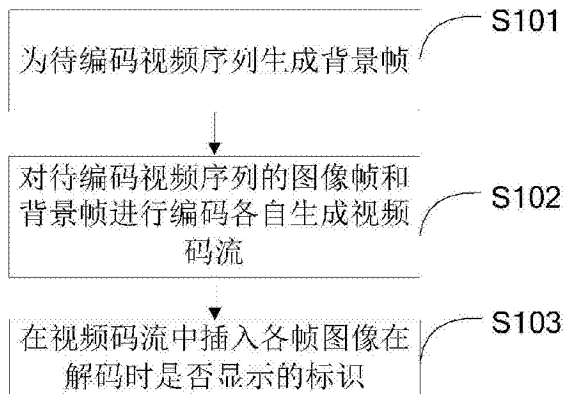 为待编码视频序列生成背景帧
S101
对待编码视频序列的图像帧和
背景帧进行编码各自生成视频
码流
S102
在视频码流中插入各帧图像在
解码时是否显示的标识
S103